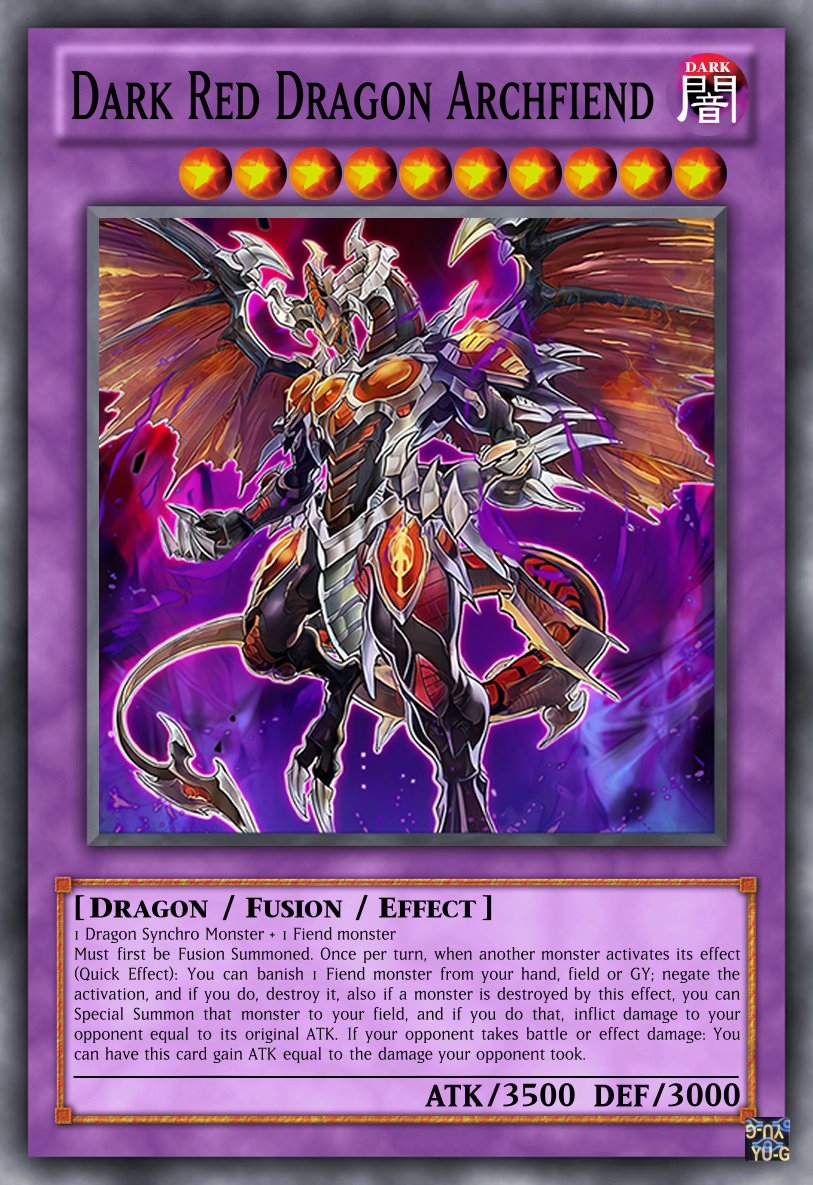 Dark Red Dragon Archfiend
DARK
闇
[ Dragon / Fusion / Effect ]
1 Dragon Synchro Monster + 1 Fiend monster
Must first be Fusion Summoned. Once per turn, when another monster activates its effect
(Quick Effect): You can banish 1 Fiend monster from your hand, field or GY; negate the
activation, and if you do, destroy it, also if a monster is destroyed by this effect, you can
Special Summon that monster to your field, and if you do that, inflict damage to your
opponent equal to its original ATK. If your opponent takes battle or effect damage: You
can have this card gain ATK equal to the damage your opponent took.
ATK/3500 DEF/3000
YU-G
YU-G